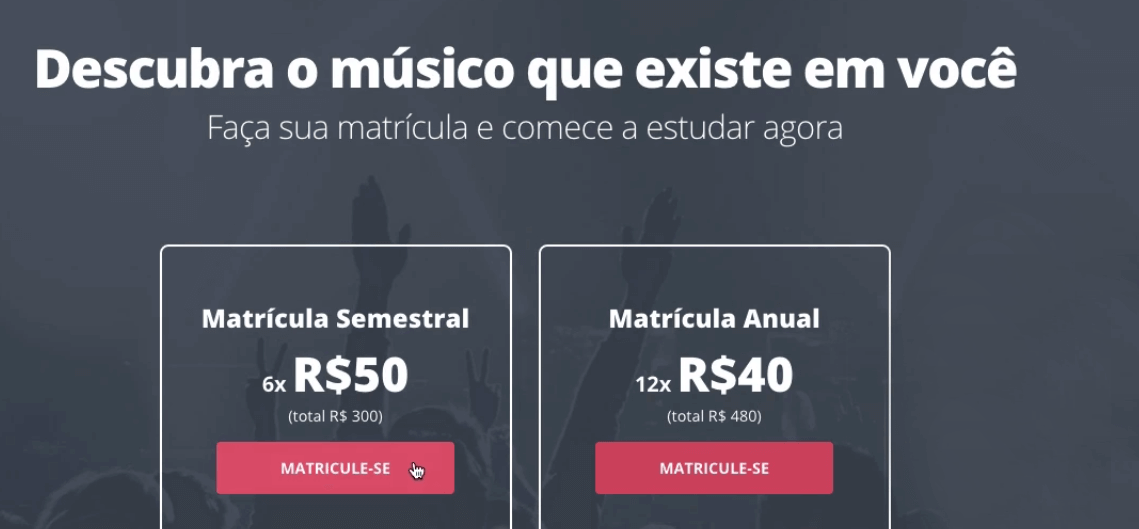 Descubra o músico que existe em você
Faça sua matrícula e comece a estudar agora
Matrícula Semestral
6x R$50
(total R$ 300)
MATRICULE-SE
Matrícula Anual
12x R$40
(total R$ 480)
MATRICULE-SE